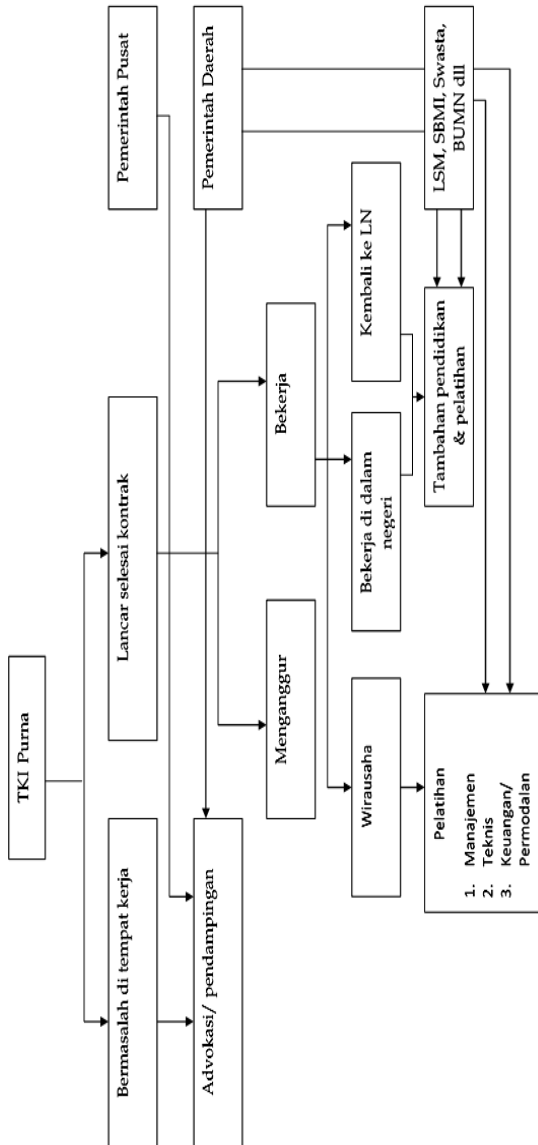 TKI Purna
Bermasalah di tempat kerja
Lancar selesai kontrak
Pemerintah Pusat
Advokasi/ pendampingan
Pemerintah Daerah
Menganggur
Bekerja
Wirausaha
Bekerja di dalam
negeri
Kembali ke LN
Pelatihan
1. Manajemen
2. Teknis
3. Keuangan/
Permodalan
Tambahan pendidikan
& pelatihan
LSM, SBMI, Swasta,
BUMN dll